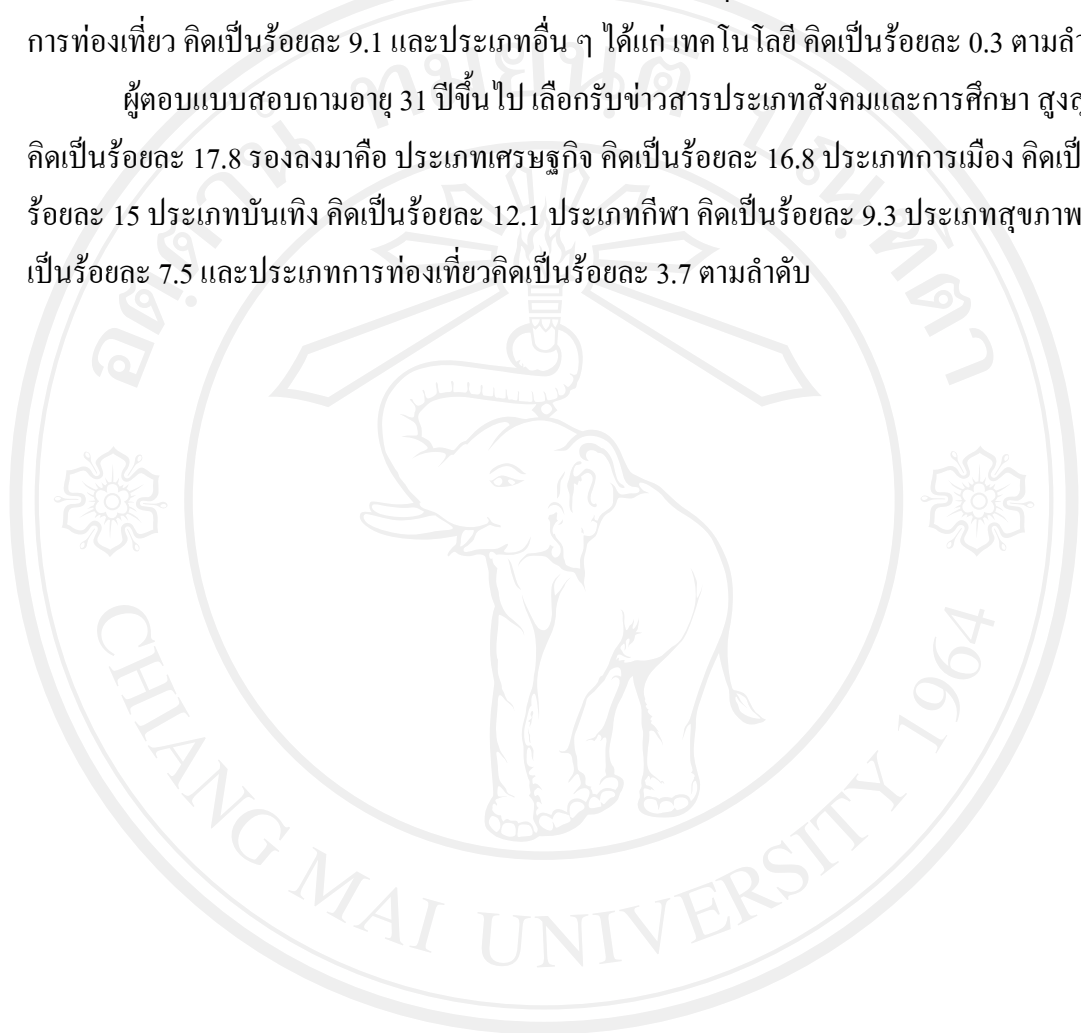 การท่องเที่ยว คิดเป็นร้อยละ 9.1 และประเภทอื่น ๆ ได้แก่ เทคโนโลยี คิดเป็นร้อยละ 0.3
ผู้ตอบแบบสอบถามอายุ 31 ปีขึ้นไป เลือกรับข่าวสารประเภทสังคมและการศึกษา
คิดเป็นร้อยละ 17.8 รองลงมาคือ ประเภทเศรษฐกิจ คิดเป็นร้อยละ 16.8 ประเภทการเมือง
ร้อยละ 15 ประเภทบันเทิง คิดเป็นร้อยละ 12.1 ประเภทกีฬา คิดเป็นร้อยละ 9.3 ประเภทสุขภาพ
เป็นร้อยละ 7.5 และประเภทการท่องเที่ยวคิดเป็นร้อยละ 3.7 ตามลำดับ
อตฺตานํ ทมยนฺติ ปณฺฑิตา
CHIANG MAI UNIVERSITY 1964